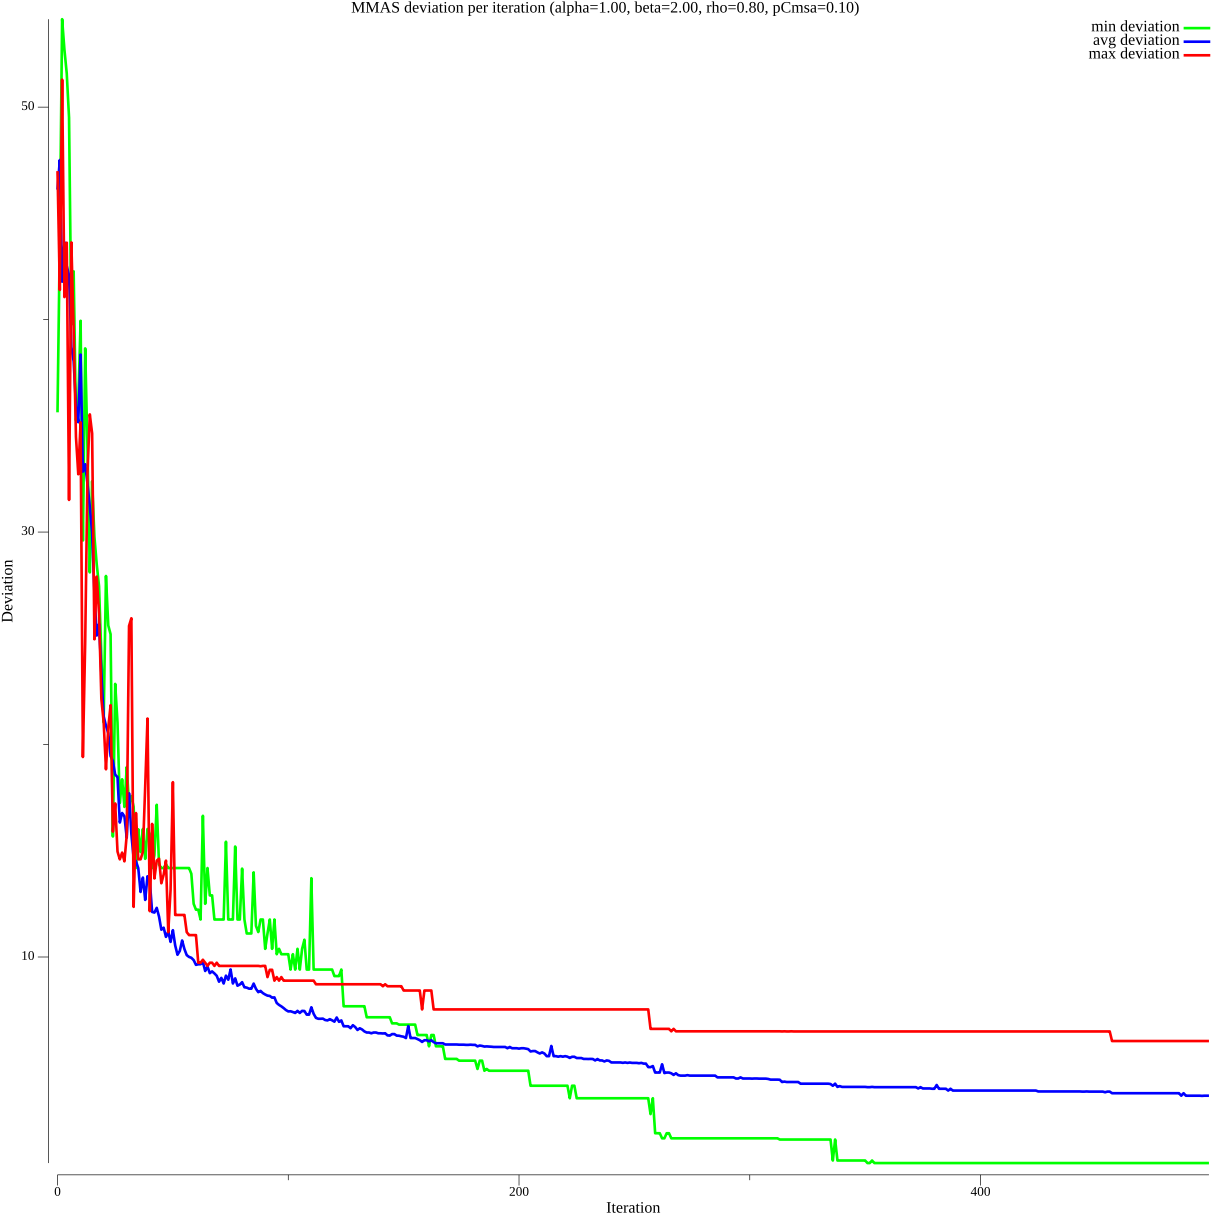 MMAS deviation per iteration (alpha=1.00, beta=2.00, rho=0.80, pCmsa=0.10)
min deviation
avg deviation
max deviation
50
30
10
Deviation
0
200
400
Iteration